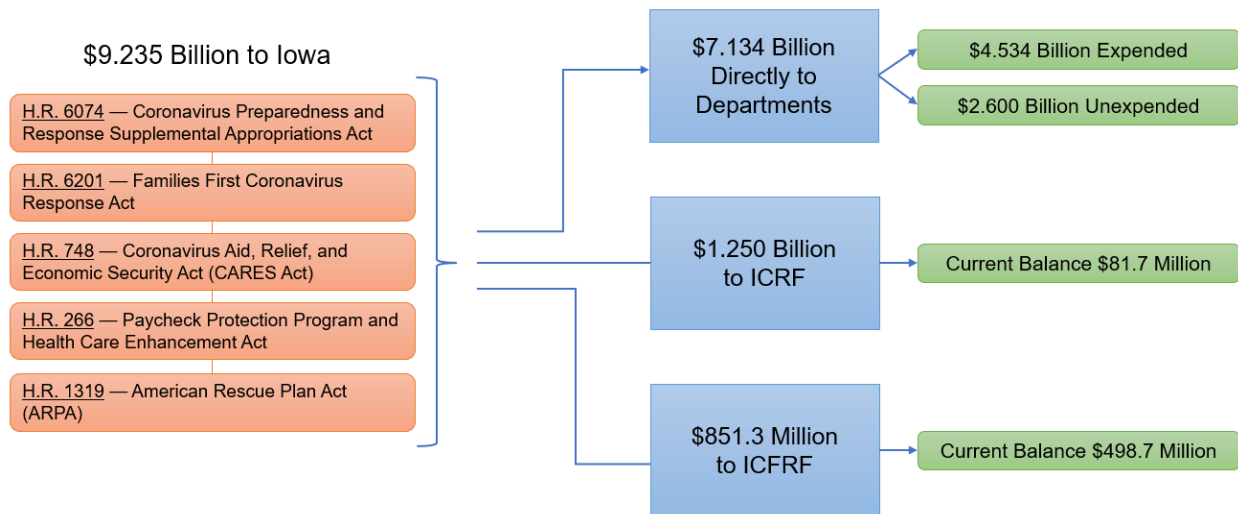 $9.235 Billion to Iowa
H.R. 6074 — Coronavirus Preparedness and
Response Supplemental Appropriations Act
H.R. 6201 — Families First Coronavirus
Response Act
H.R. 748 — Coronavirus Aid, Relief, and
Economic Security Act (CARES Act)
H.R. 266 — Paycheck Protection Program and
Health Care Enhancement Act
H.R. 1319 — American Rescue Plan Act
(ARPA)
$7.134 Billion
Directly to
Departments
$4.534 Billion Expended
$2.600 Billion Unexpended
$1.250 Billion
to ICRF
Current Balance $81.7 Million
$851.3 Million
to ICFRF
Current Balance $498.7 Million